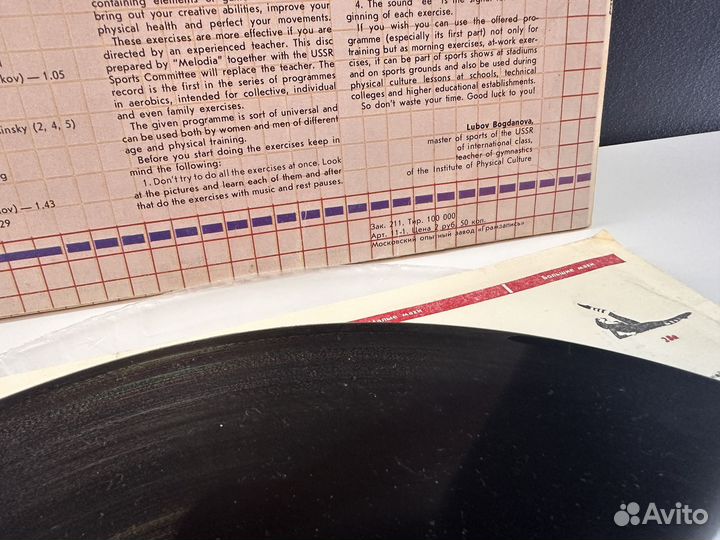 containing elements of
bring out your creative abilities, improve your
physical health and perfect your movements.
These exercises are more effective if you are
directed by an experienced teacher. This disc
prepared by "Melodia" together with the USSR
Sports Committee will replace the teacher. The
record is the first in the series of programmes
in aerobics, intended for collective, individual
and even family exercises.
The given programme is sort of universal and
can be used both by women and men of different
age and physical training.
Before you start doing the exercises keep in
mind the following:
1. Don't try to do all the exercises at once. Look
at the pictures and learn each of them and after
that do the exercises with music and rest pauses.
4. The sound "ee" is the signal
ginning of each exercise.
If you wish you can use the offered pro-
gramme (especially its first part) not only for
training but as morning exercises, at-work exer-
cises, it can be part of sports shows at stadiums
and on sports grounds and also be used during
physical culture lessons at schools, technical
colleges and higher educational establishments.
So don't waste your time. Good luck to you!
Lubov Bogdanova,
master of sports of the USSR
of international class,
teacher of gymnastics
of the Institute of Physical Culture
kov) — 1.05
insky (2, 4, 5)
g
ov) — 1.43
29
Зак. 211. Тир. 100 000
Арт. 11-1. Цена 2 руб. 50 коп.
Московский опытный завод «Грамзапись»
Малые махи
Большие махи
Avito